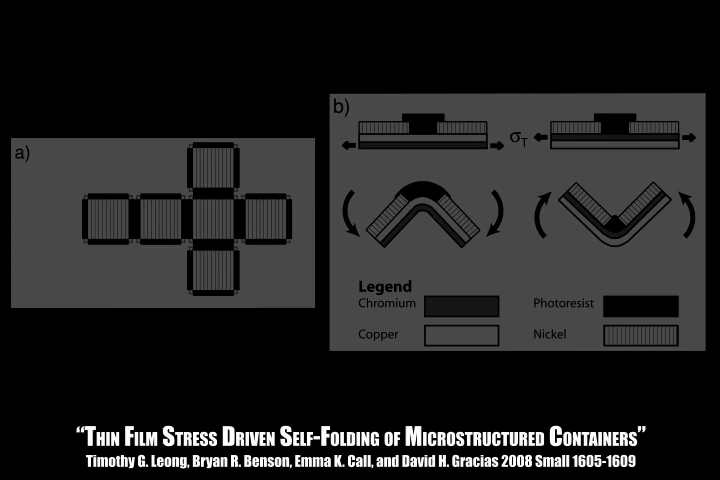 a)
b)
σT
Legend
Chromium
Photoresist
Copper
Nickel
“Thin Film Stress Driven Self-Folding of Microstructured Containers”
Timothy G. Leong, Bryan R. Benson, Emma K. Call, and David H. Gracias 2008 Small 1605-1609